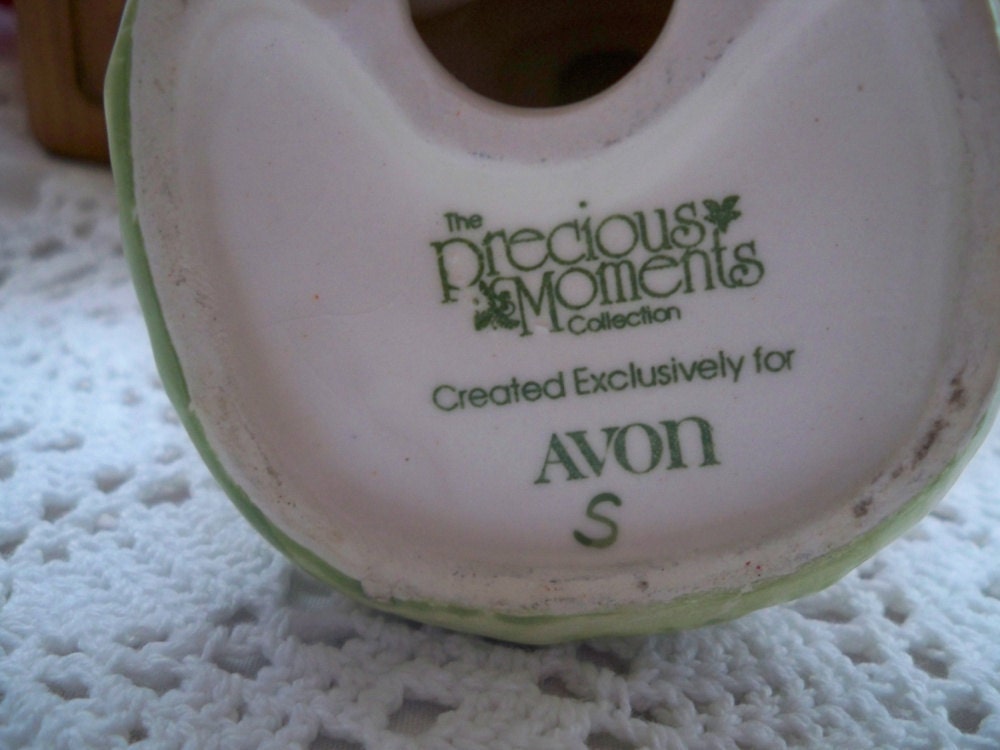 The
Precious
Moments
Collection
Created Exclusively for
AVON
S